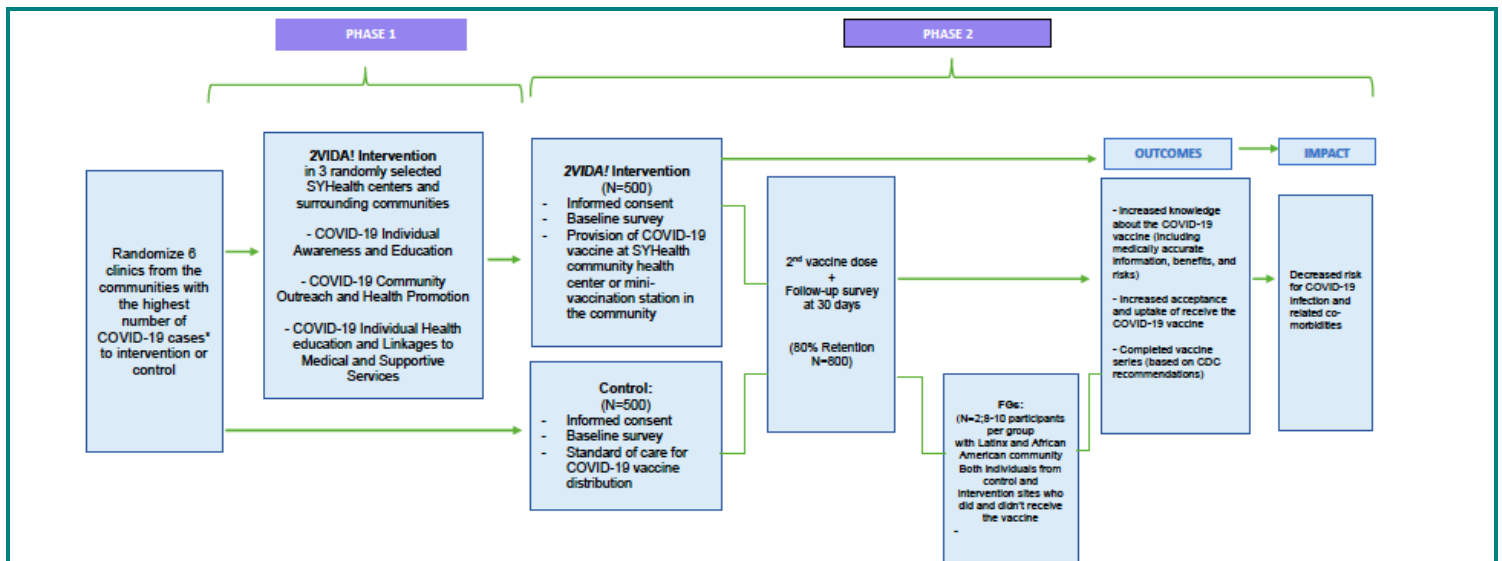 PHASE 1
PHASE 2
Randomize 6
clinics from the
communities with
the highest
number of
COVID-19 cases*
to intervention or
control
2VIDA! Intervention
in 3 randomly selected
SYHealth centers and
surrounding communities
- COVID-19 Individual
Awareness and Education
- COVID-19 Community
Outreach and Health Promotion
- COVID-19 Individual Health
education and Linkages to
Medical and Supportive
Services
2VIDA! Intervention
(N=500)
- Informed consent
- Baseline survey
- Provision of COVID-19
vaccine at SYHealth
community health
center or mini-
vaccination station in
the community
Control:
(N=500)
- Informed consent
- Baseline survey
- Standard of care for
COVID-19 vaccine
distribution
2nd vaccine dose
+
Follow-up survey
at 30 days
(80% Retention
N=800)
FGs:
(N=2;8-10 participants
per group
with Latinx and African
American community
Both individuals from
control and
intervention sites who
did and didn't receive
the vaccine
-
OUTCOMES
- Increased knowledge
about the COVID-19
vaccine (including
medically accurate
information, benefits, and
risks)
- Increased acceptance
and uptake of receive the
COVID-19 vaccine
- Completed vaccine
series (based on CDC
recommendations)
IMPACT
Decreased risk
for COVID-19
Infection and
related co-
morbidities